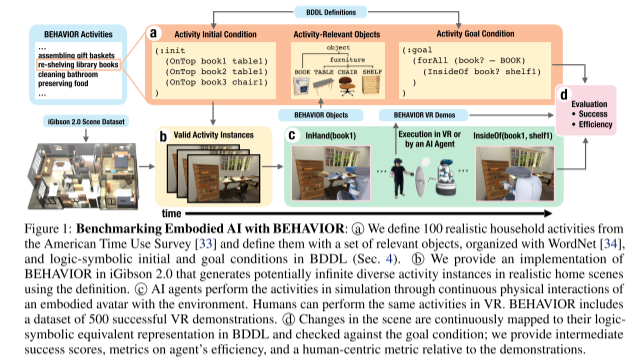 BDDL Definitions
BEHAVIOR Activities
...
assembling gift baskets
re-shelving library books
cleaning bathroom
preserving food
...
a
Activity Initial Condition
(:init
(OnTop book1 table1)
(OnTop book2 table1)
(OnTop book3 chair1)
)
Activity-Relevant Objects
object
furniture
BOOK TABLE CHAIR SHELF
Activity Goal Condition
(:goal
(forAll (book? – BOOK)
(InsideOf book? shelf1)
)
d
Evaluation
• Success
• Efficiency
BEHAVIOR Objects
BEHAVIOR VR Demos
iGibson 2.0 Scene Dataset
b
Valid Activity Instances
c
InHand(book1)
Execution in VR or
by an AI Agent
InsideOf(book1, shelf1)
...
...
time
Figure 1: Benchmarking Embodied AI with BEHAVIOR: ⓐ We define 100 realistic household activities from
the American Time Use Survey [33] and define them with a set of relevant objects, organized with WordNet [34],
and logic-symbolic initial and goal conditions in BDDL (Sec. 4). ⓑ We provide an implementation of
BEHAVIOR in iGibson 2.0 that generates potentially infinite diverse activity instances in realistic home scenes
using the definition. ⓒ AI agents perform the activities in simulation through continuous physical interactions of
an embodied avatar with the environment. Humans can perform the same activities in VR. BEHAVIOR includes
a dataset of 500 successful VR demonstrations. ⓓ Changes in the scene are continuously mapped to their logic-
symbolic equivalent representation in BDDL and checked against the goal condition; we provide intermediate
success scores, metrics on agent's efficiency, and a human-centric metric relative to the demonstrations.